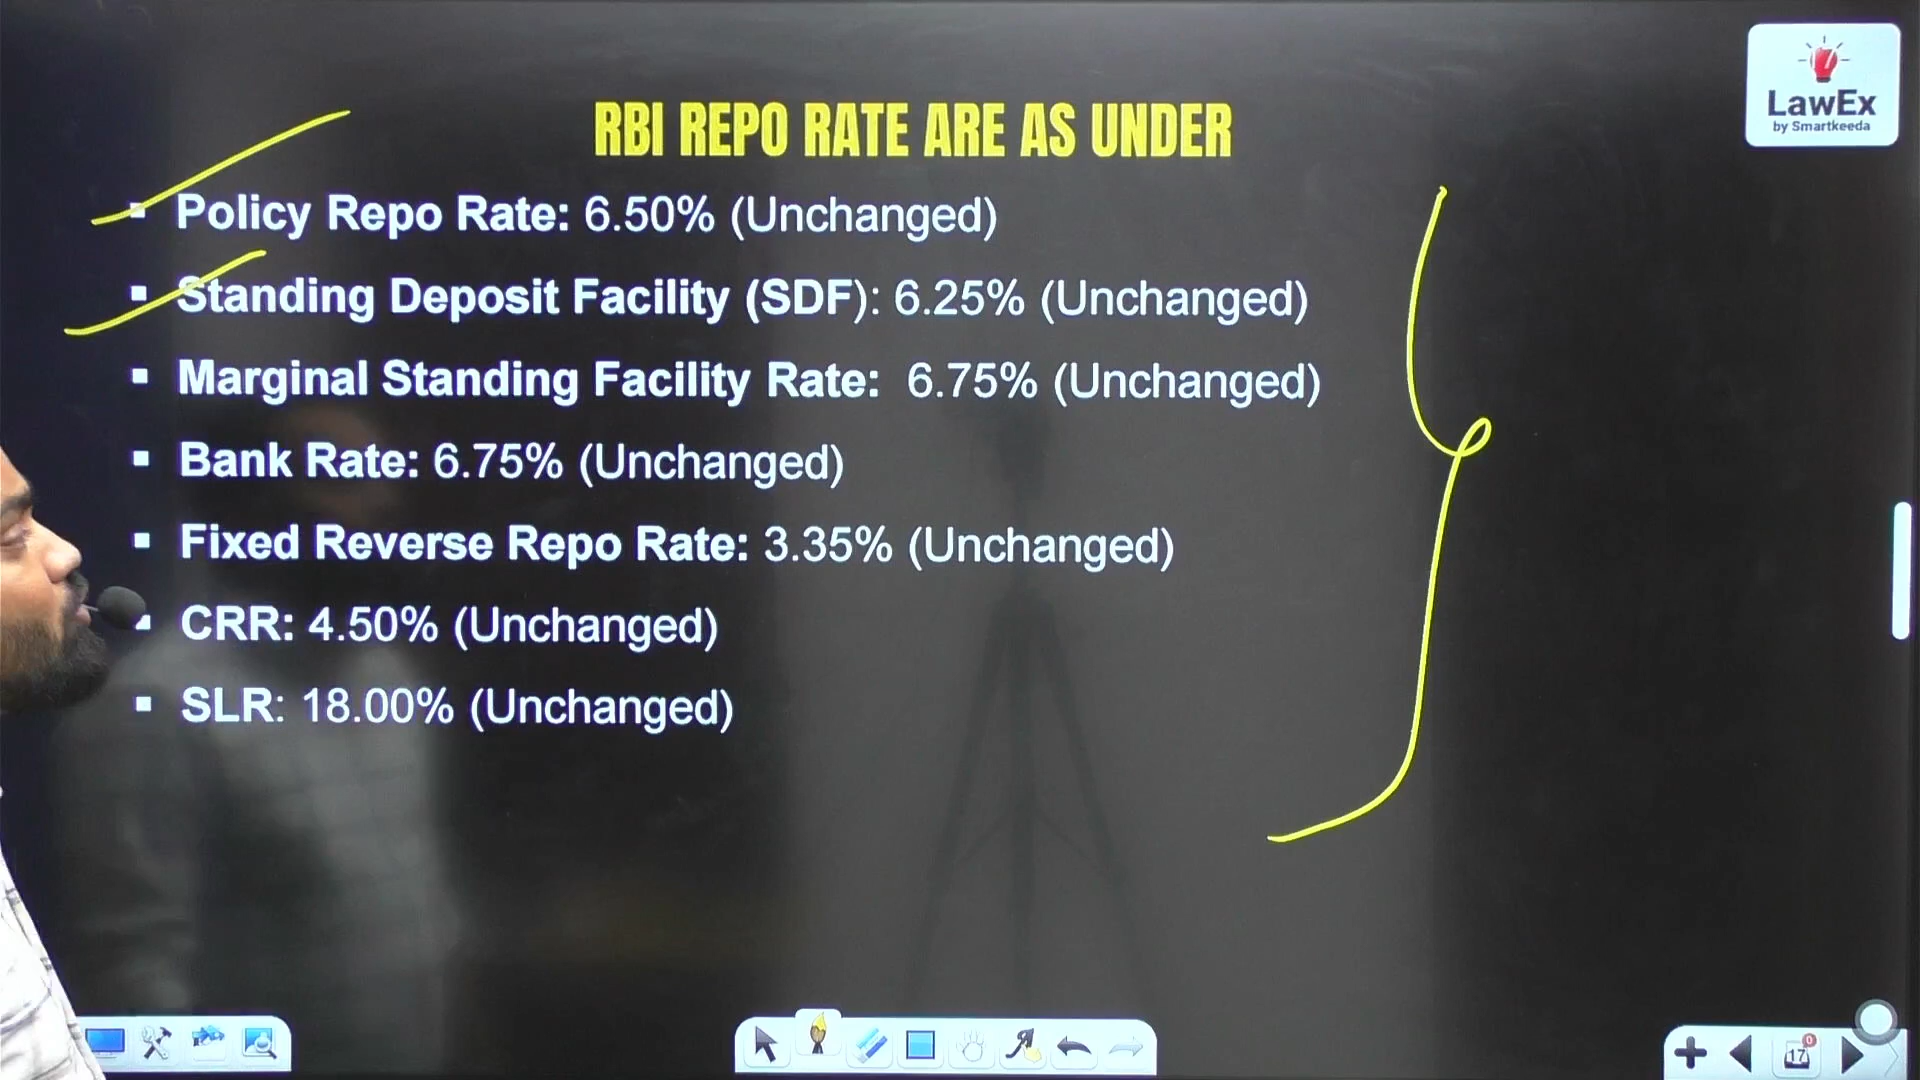 LawEx
by Smartkeeda
RBI REPO RATE ARE AS UNDER
Policy Repo Rate: 6.50% (Unchanged)
Standing Deposit Facility (SDF): 6.25% (Unchanged)
Marginal Standing Facility Rate: 6.75% (Unchanged)
Bank Rate: 6.75% (Unchanged)
Fixed Reverse Repo Rate: 3.35% (Unchanged)
CRR: 4.50% (Unchanged)
SLR: 18.00% (Unchanged)
17
0